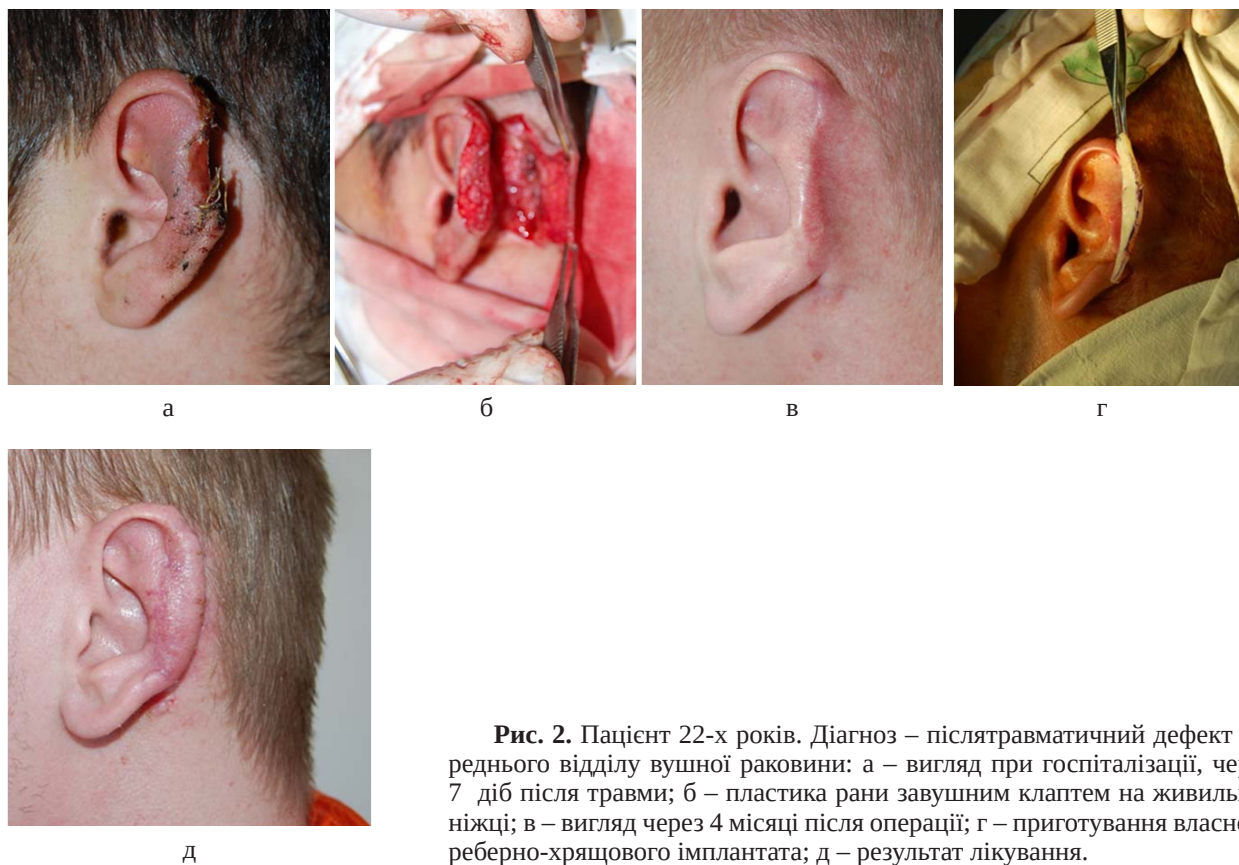 а
б
в
г
д
Рис. 2. Пацієнт 22-х років. Діагноз – післятравматичний дефект
реднього відділу вушної раковини: а – вигляд при госпіталізації, чер
7 діб після травми; б – пластика рани завушним клаптем на живиль
ніжці; в – вигляд через 4 місяці після операції; г – приготування власно
реберно-хрящового імплантата; д – результат лікування.